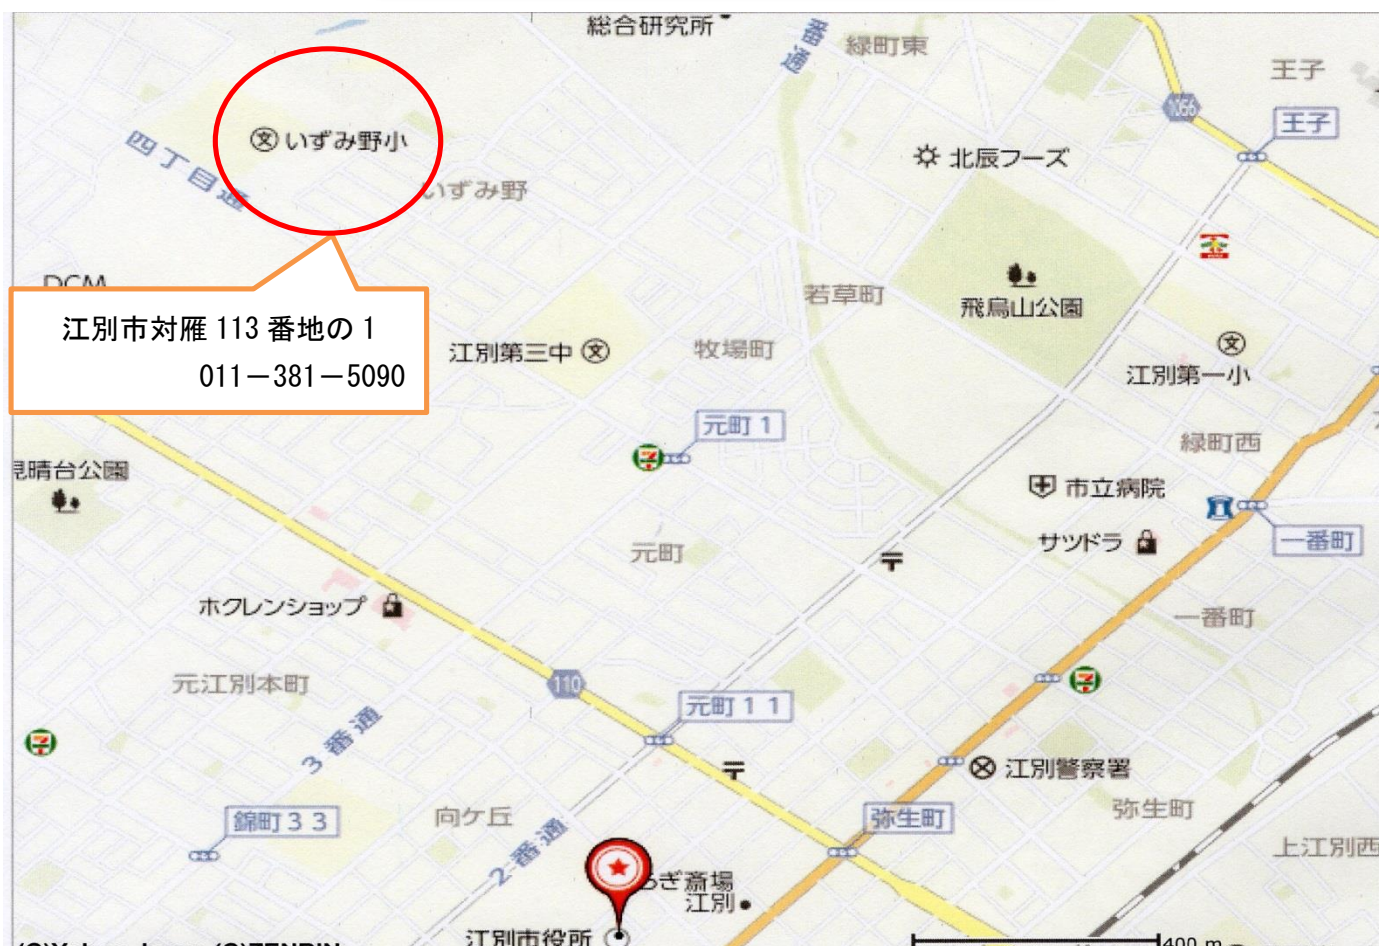 総合研究所
番通
緑町東
王子
1056
王子
いずみ野小
四丁目通
北辰フーズ
いずみ野
DCM
江別市対雁 113 番地の 1
011－381－5090
若草町
飛鳥山公園
江別第三中
牧場町
江別第一小
元町 1
緑町西
見晴台公園
市立病院
一番町
サツドラ
元町
ホクレンショップ
一番町
元江別本町
110
元町 1 1
3番通
江別警察署
錦町 3 3
向ケ丘
2番通
弥生町
弥生町
上江別西
ぎ斎場
江別
江別市役所
400 m